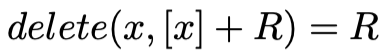 delete(x, [x] + R) = R